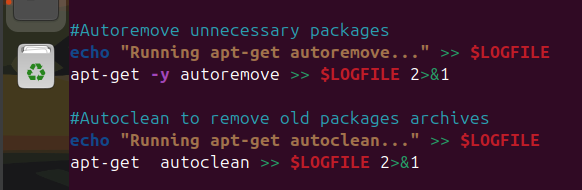 #Autoremove unnecessary packages
echo "Running apt-get autoremove..." >> $LOGFILE
apt-get -y autoremove >> $LOGFILE 2>&1
#Autoclean to remove old packages archives
echo "Running apt-get autoclean..." >> $LOGFILE
apt-get  autoclean >> $LOGFILE 2>&1